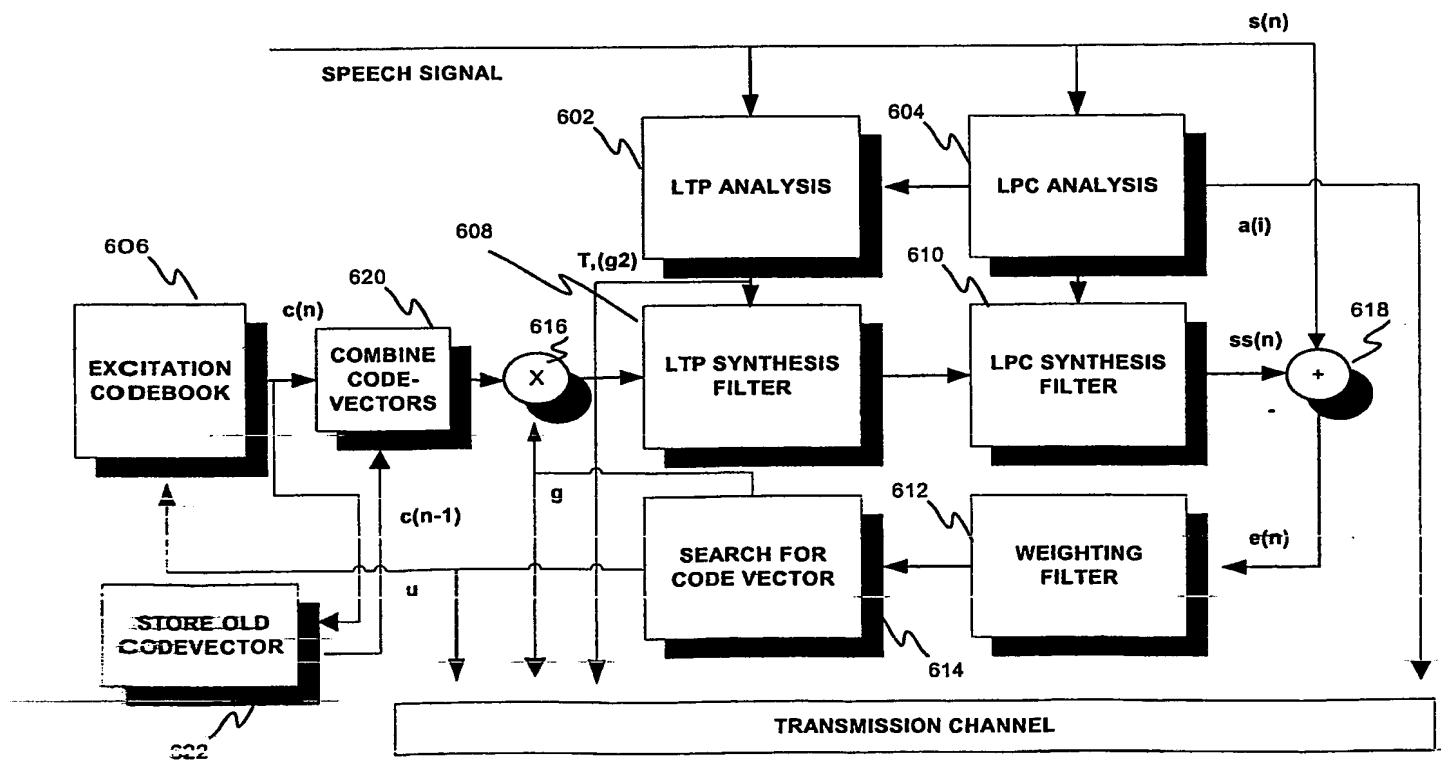 s(n)
SPEECH SIGNAL
602
604
LTP ANALYSIS
LPC ANALYSIS
a(i)
606
608
T,(g2)
610
620
c(n)
616
618
EXCITATION
CODEBOOK
COMBINE
CODE-
VECTORS
X
LTP SYNTHESIS
FILTER
LPC SYNTHESIS
FILTER
ss(n)
+
-
g
c(n-1)
612
SEARCH FOR
CODE VECTOR
WEIGHTING
FILTER
e(n)
u
STORE OLD
CODEVECTOR
614
622
TRANSMISSION CHANNEL